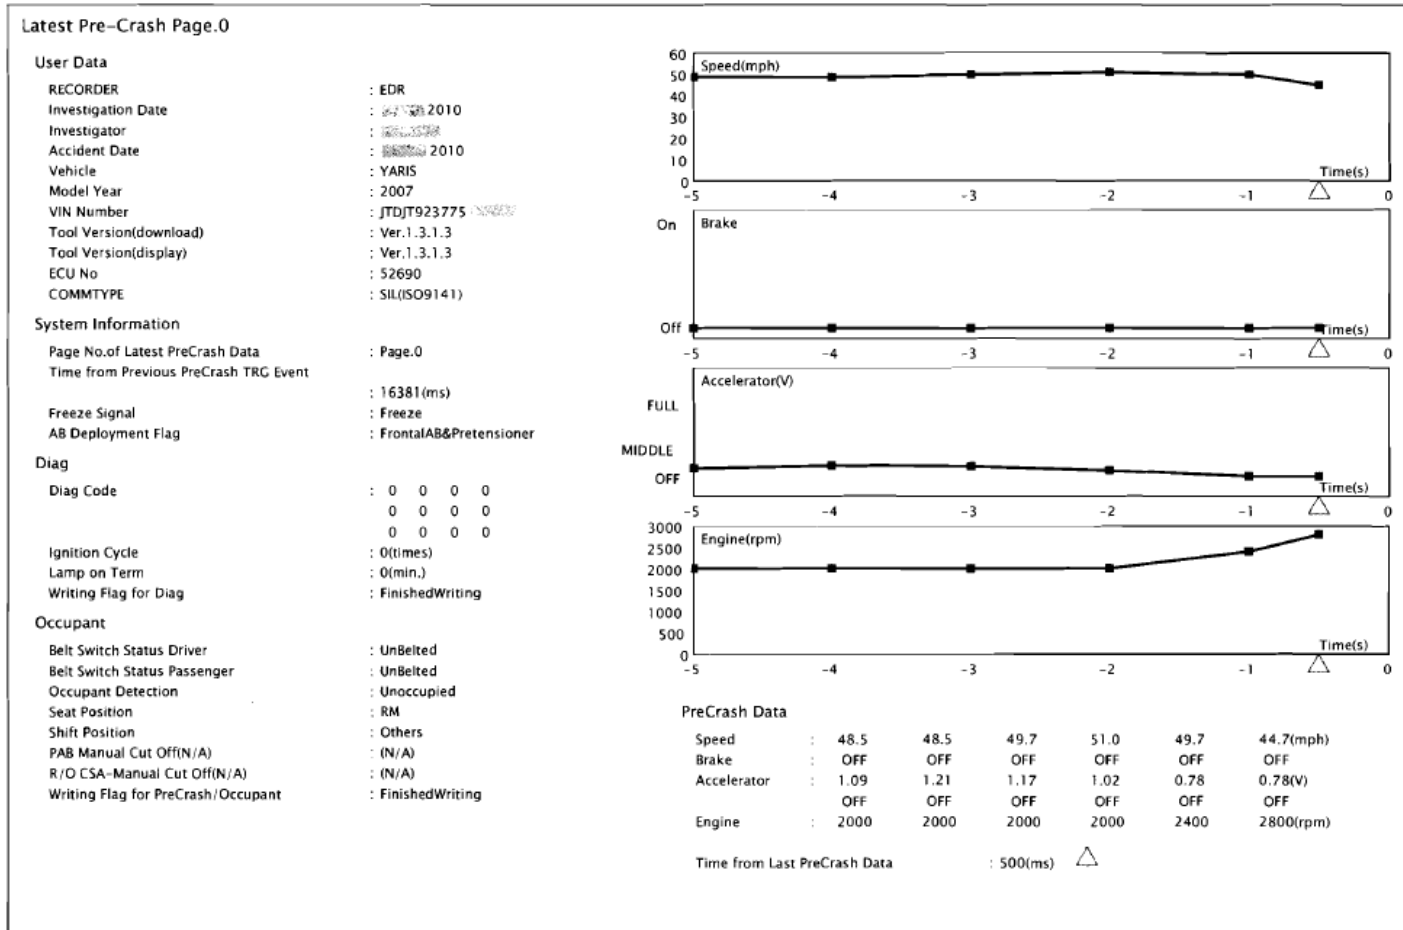 Latest Pre-Crash Page.0
User Data
RECORDER : EDR
Investigation Date : 2010
Investigator :
Accident Date : 2010
Vehicle : YARIS
Model Year : 2007
VIN Number : JTDJT923775
Tool Version(download) : Ver.1.3.1.3
Tool Version(display) : Ver.1.3.1.3
ECU No : 52690
COMMTYPE : SIL(ISO9141)
System Information
Page No.of Latest PreCrash Data : Page.0
Time from Previous PreCrash TRG Event
: 16381(ms)
Freeze Signal : Freeze
AB Deployment Flag : FrontalAB&Pretensioner
Diag
Diag Code : 0 0 0 0
0 0 0 0
0 0 0 0
Ignition Cycle : 0(times)
Lamp on Term : 0(min.)
Writing Flag for Diag : FinishedWriting
Occupant
Belt Switch Status Driver : UnBelted
Belt Switch Status Passenger : UnBelted
Occupant Detection : Unoccupied
Seat Position : RM
Shift Position : Others
PAB Manual Cut Off(N/A) : (N/A)
R/O CSA-Manual Cut Off(N/A) : (N/A)
Writing Flag for PreCrash/Occupant : FinishedWriting
60
Speed(mph)
50
40
30
20
10
Time(s)
0
-5 -4 -3 -2 -1 0
On Brake
Off Time(s)
-5 -4 -3 -2 -1 0
Accelerator(V)
FULL
MIDDLE
OFF
Time(s)
-5 -4 -3 -2 -1 0
3000
Engine(rpm)
2500
2000
1500
1000
500
Time(s)
0
-5 -4 -3 -2 -1 0
PreCrash Data
Speed : 48.5 48.5 49.7 51.0 49.7 44.7(mph)
Brake : OFF OFF OFF OFF OFF OFF
Accelerator : 1.09 1.21 1.17 1.02 0.78 0.78(V)
OFF OFF OFF OFF OFF OFF
Engine : 2000 2000 2000 2000 2400 2800(rpm)
Time from Last PreCrash Data : 500(ms)